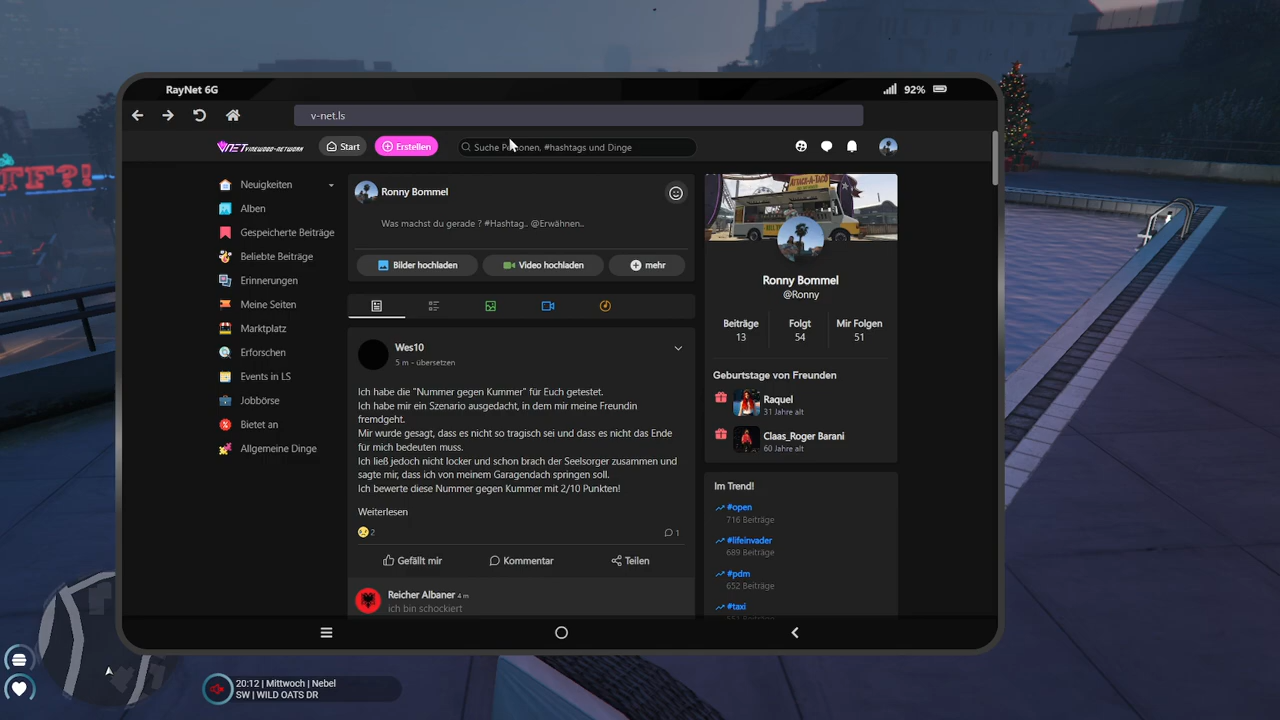 RayNet 6G
92%
v-net.ls
VNET VINEWOOD-NETWORK
Start
Erstellen
Suche Personen, #hashtags und Dinge
Neuigkeiten
Alben
Gespeicherte Beiträge
Beliebte Beiträge
Erinnerungen
Meine Seiten
Marktplatz
Erforschen
Events in LS
Jobbörse
Bietet an
Allgemeine Dinge
Ronny Bommel
Was machst du gerade ? #Hashtag.. @Erwähnen..
Bilder hochladen
Video hochladen
mehr
Wes10
5 m - übersetzen
Ich habe die "Nummer gegen Kummer" für Euch getestet.
Ich habe mir ein Szenario ausgedacht, in dem mir meine Freundin
fremdgeht.
Mir wurde gesagt, dass es nicht so tragisch sei und dass es nicht das Ende
für mich bedeuten muss.
Ich ließ jedoch nicht locker und schon brach der Seelsorger zusammen und
sagte mir, dass ich von meinem Garagendach springen soll.
Ich bewerte diese Nummer gegen Kummer mit 2/10 Punkten!
Weiterlesen
2
1
Gefällt mir
Kommentar
Teilen
Reicher Albaner 4 m
ich bin schockiert
ATTACK-A-TACO
Ronny Bommel
@Ronny
Beiträge
13
Folgt
54
Mir Folgen
51
Geburtstage von Freunden
Raquel
31 Jahre alt
Claas_Roger Barani
60 Jahre alt
Im Trend!
#open
716 Beiträge
#lifeinvader
689 Beiträge
#pdm
652 Beiträge
#taxi
20:12 | Mittwoch | Nebel
SW | WILD OATS DR